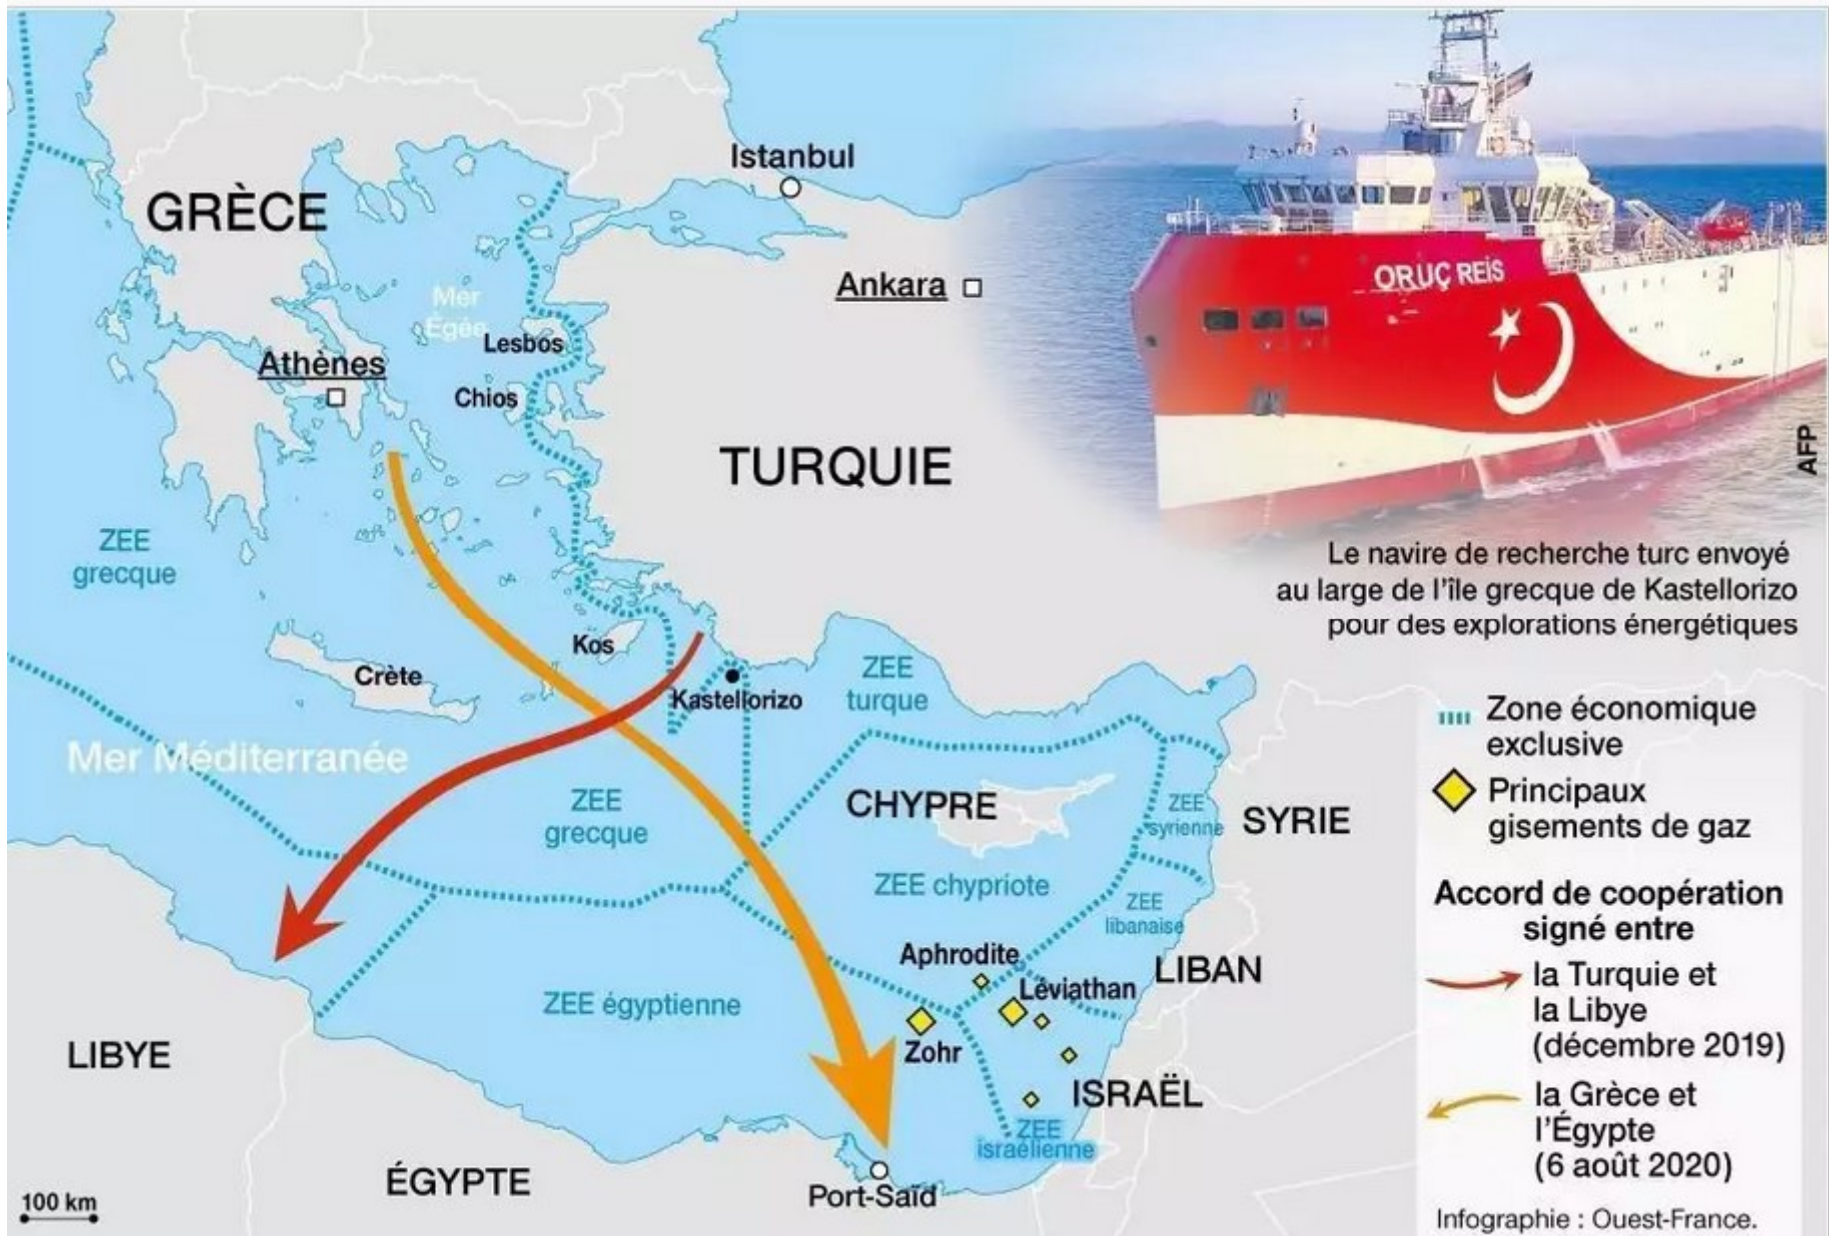 Istanbul
GRÈCE
Ankara
ORUÇ REİS
Mer
Égée
Lesbos
Athènes
Chios
TURQUIE
AFP
ZEE
grecque
Le navire de recherche turc envoyé
au large de l'île grecque de Kastellorizo
pour des explorations énergétiques
Kos
Crète
Kastellorizo
ZEE
turque
Mer Méditerranée
ZEE
grecque
CHYPRE
ZEE
syrienne
SYRIE
ZEE chypriote
ZEE
libanaise
Aphrodite
LIBAN
Léviathan
ZEE égyptienne
Zohr
LIBYE
ISRAËL
ZEE
israélienne
ÉGYPTE
Port-Saïd
100 km
Zone économique
exclusive
Principaux
gisements de gaz
Accord de coopération
signé entre
la Turquie et
la Libye
(décembre 2019)
la Grèce et
l'Égypte
(6 août 2020)
Infographie : Ouest-France.